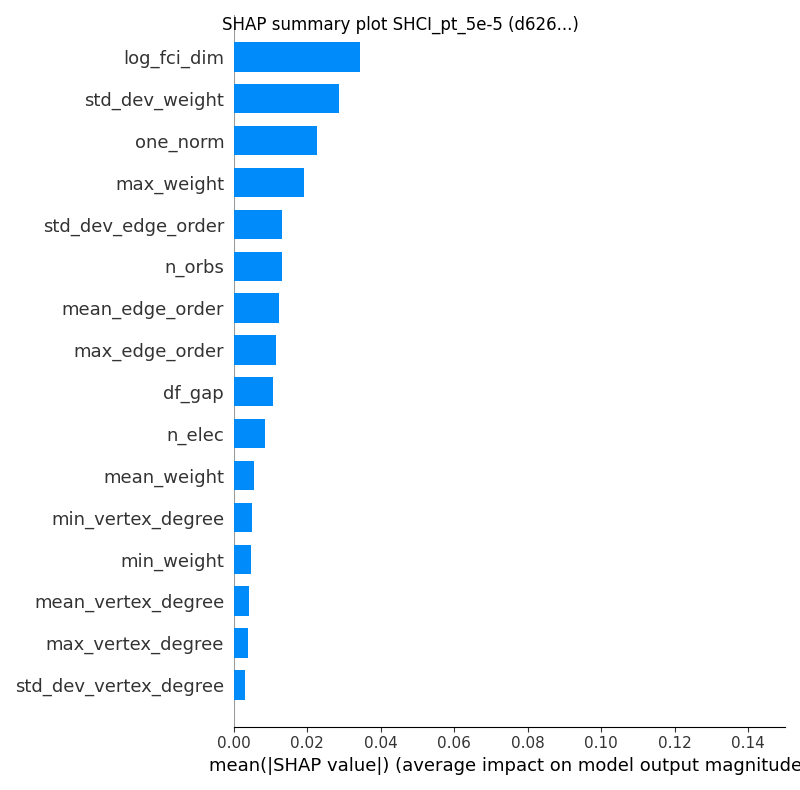 SHAP summary plot SHCI_pt_5e-5 (d626...)
log_fci_dim
std_dev_weight
one_norm
max_weight
std_dev_edge_order
n_orbs
mean_edge_order
max_edge_order
df_gap
n_elec
mean_weight
min_vertex_degree
min_weight
mean_vertex_degree
max_vertex_degree
std_dev_vertex_degree
0.00 0.02 0.04 0.06 0.08 0.10 0.12 0.14
mean(|SHAP value|) (average impact on model output magnitude